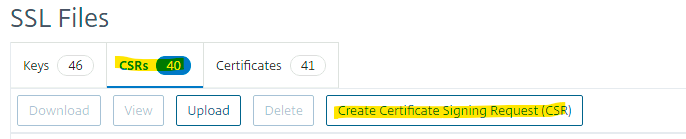 SSL Files
Keys 46 CSRs 40 Certificates 41
Download View Upload Delete Create Certificate Signing Request (CSR)